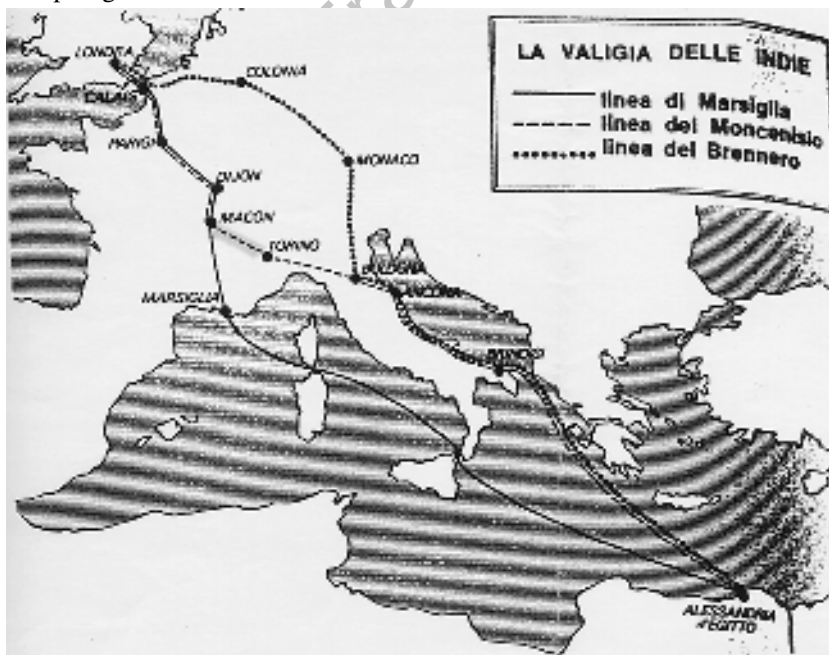 LA VALIGIA DELLE INDIE
linea di Marsiglia
linea del Moncenisio
linea del Brennero
LONDRA
COLONIA
CALAIS
PARIGI
MONACO
DIJON
MACON
TORINO
BOLOGNA
ANCONA
MARSIGLIA
BRINDISI
ALESSANDRIA
d'EGITTO